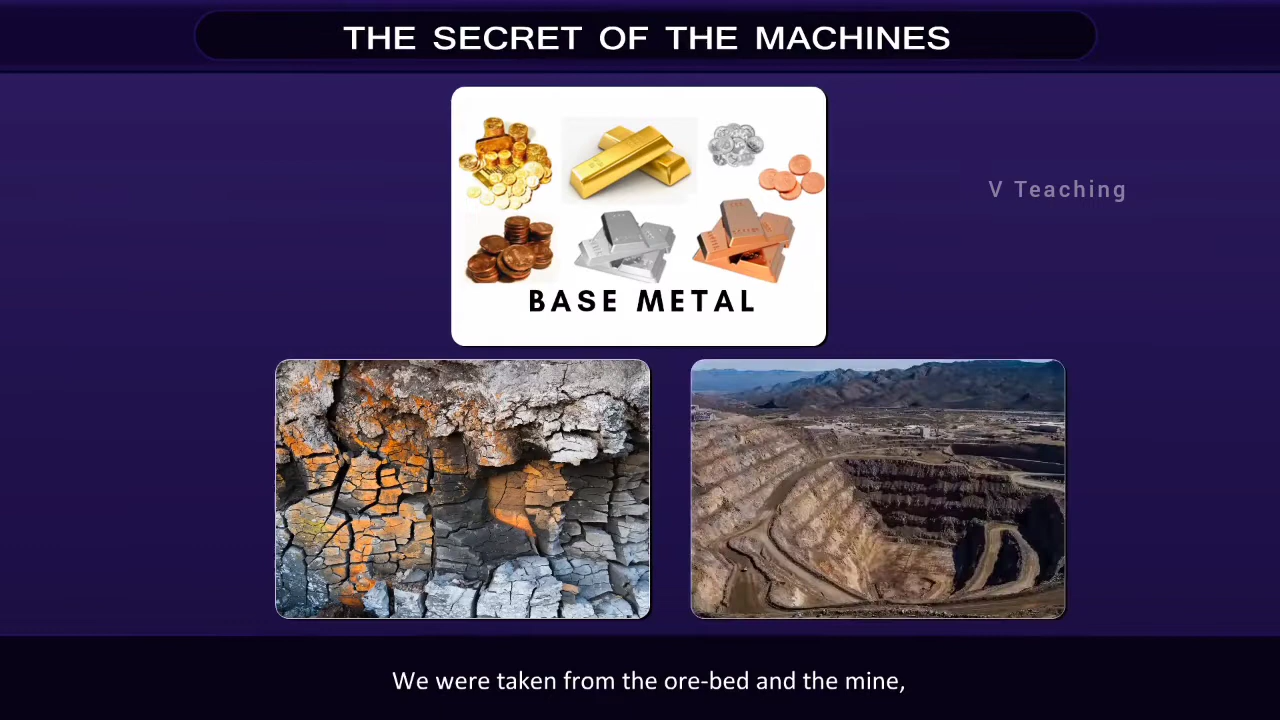 THE SECRET OF THE MACHINES
V Teaching
BASE METAL
We were taken from the ore-bed and the mine,